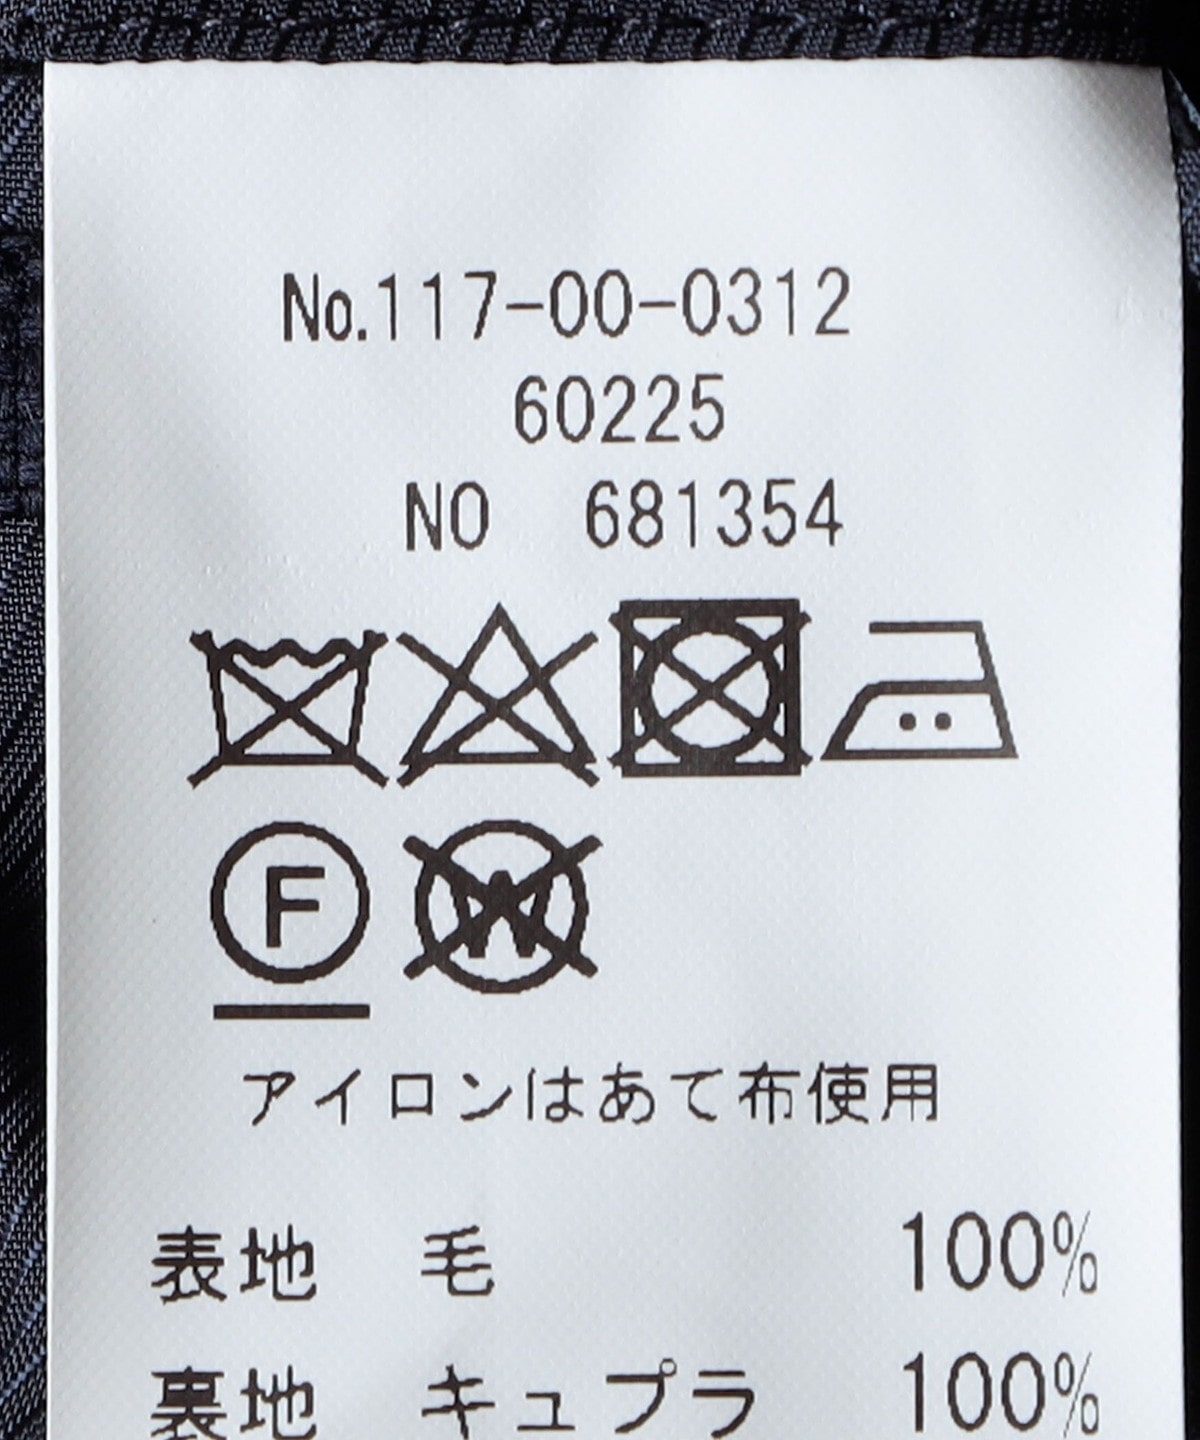 No.117-00-0312
60225
NO 681354
F W
アイロンはあて布使用
表地 毛 100%
裏地 キュプラ 100%